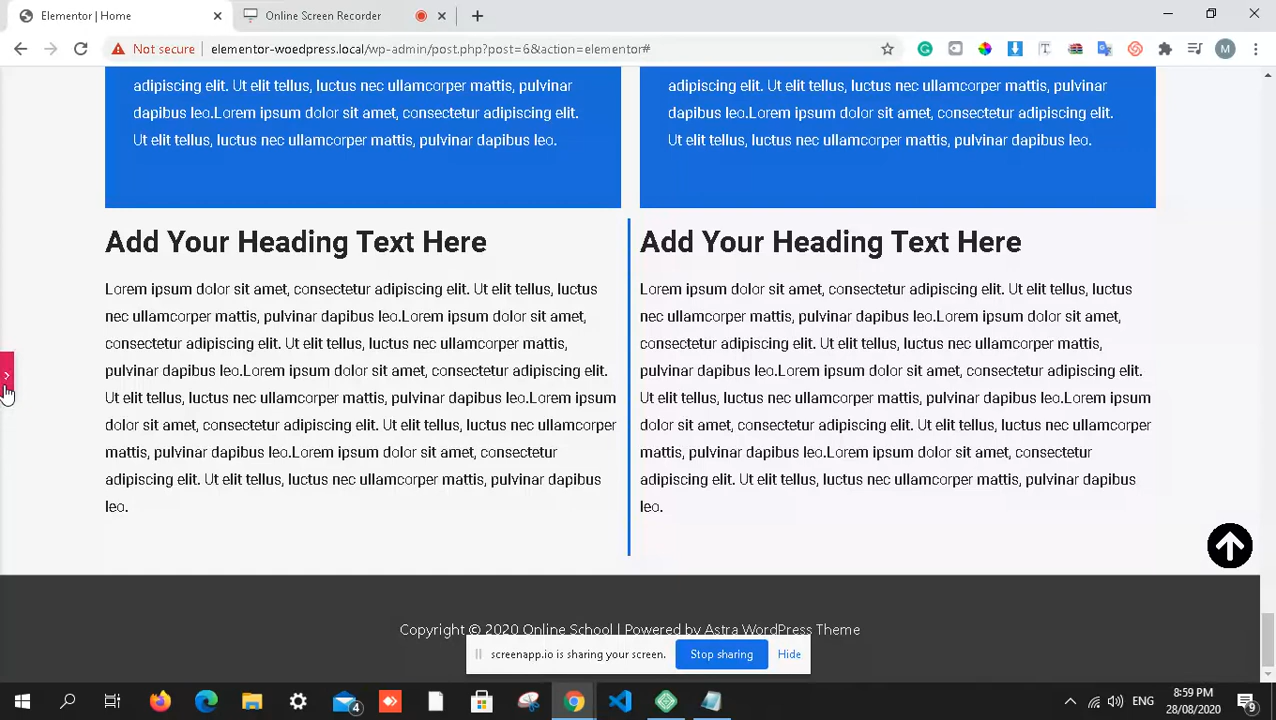 Elementor | Home
Online Screen Recorder
Not secure
elementor-woedpress.local/wp-admin/post.php?post=6&action=elementor#
M
adipiscing elit. Ut elit tellus, luctus nec ullamcorper mattis, pulvinar
dapibus leo.Lorem ipsum dolor sit amet, consectetur adipiscing elit.
Ut elit tellus, luctus nec ullamcorper mattis, pulvinar dapibus leo.
adipiscing elit. Ut elit tellus, luctus nec ullamcorper mattis, pulvinar
dapibus leo.Lorem ipsum dolor sit amet, consectetur adipiscing elit.
Ut elit tellus, luctus nec ullamcorper mattis, pulvinar dapibus leo.
Add Your Heading Text Here
Lorem ipsum dolor sit amet, consectetur adipiscing elit. Ut elit tellus, luctus
nec ullamcorper mattis, pulvinar dapibus leo.Lorem ipsum dolor sit amet,
consectetur adipiscing elit. Ut elit tellus, luctus nec ullamcorper mattis,
pulvinar dapibus leo.Lorem ipsum dolor sit amet, consectetur adipiscing elit.
Ut elit tellus, luctus nec ullamcorper mattis, pulvinar dapibus leo.Lorem ipsum
dolor sit amet, consectetur adipiscing elit. Ut elit tellus, luctus nec ullamcorper
mattis, pulvinar dapibus leo.Lorem ipsum dolor sit amet, consectetur
adipiscing elit. Ut elit tellus, luctus nec ullamcorper mattis, pulvinar dapibus
leo.
Add Your Heading Text Here
Lorem ipsum dolor sit amet, consectetur adipiscing elit. Ut elit tellus, luctus
nec ullamcorper mattis, pulvinar dapibus leo.Lorem ipsum dolor sit amet,
consectetur adipiscing elit. Ut elit tellus, luctus nec ullamcorper mattis,
pulvinar dapibus leo.Lorem ipsum dolor sit amet, consectetur adipiscing elit.
Ut elit tellus, luctus nec ullamcorper mattis, pulvinar dapibus leo.Lorem ipsum
dolor sit amet, consectetur adipiscing elit. Ut elit tellus, luctus nec ullamcorper
mattis, pulvinar dapibus leo.Lorem ipsum dolor sit amet, consectetur
adipiscing elit. Ut elit tellus, luctus nec ullamcorper mattis, pulvinar dapibus
leo.
Copyright © 2020 Online School | Powered by Astra WordPress Theme
screenapp.io is sharing your screen.
Stop sharing
Hide
4
ENG
8:59 PM
28/08/2020
9